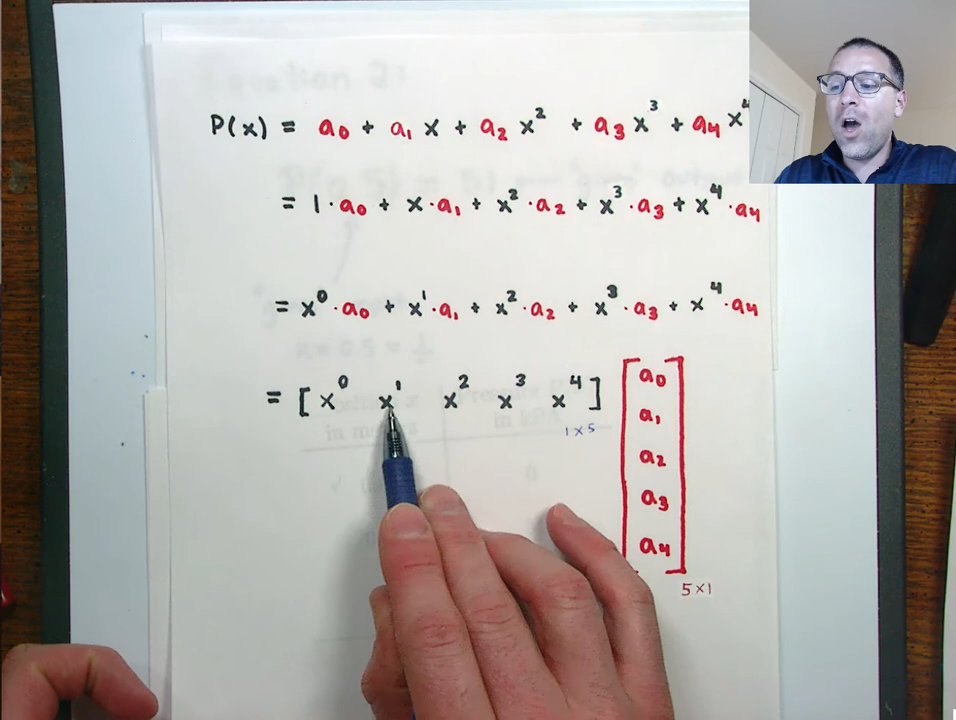 P(x) = a₀ + a₁ x + a₂ x² + a₃ x³ + a₄ x⁴
= 1 · a₀ + x · a₁ + x² · a₂ + x³ · a₃ + x⁴ · a₄
= x⁰ · a₀ + x¹ · a₁ + x² · a₂ + x³ · a₃ + x⁴ · a₄
= [ x⁰ x¹ x² x³ x⁴ ]
1 x 5
a₀
a₁
a₂
a₃
a₄
5 x 1